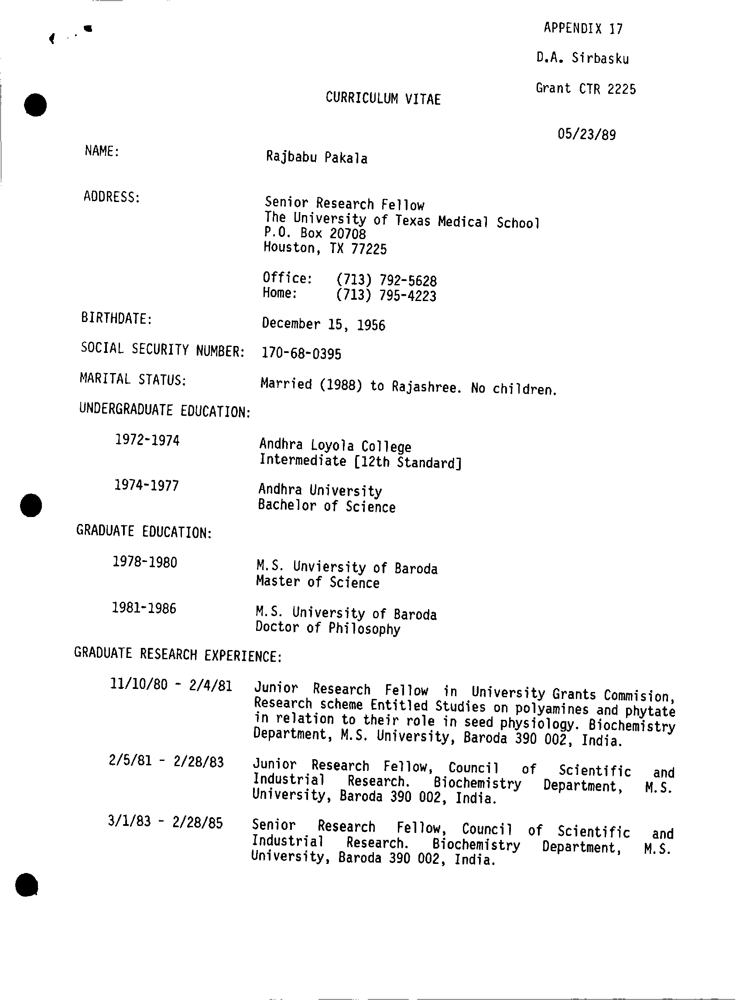 APPENDIX 17
D.A. Sirbasku
Grant CTR 2225
CURRICULUM VITAE
05/23/89
NAME: Rajbabu Pakala
ADDRESS: Senior Research Fellow
The University of Texas Medical School
P.O. Box 20708
Houston, TX 77225
Office: (713) 792-5628
Home: (713) 795-4223
BIRTHDATE: December 15, 1956
SOCIAL SECURITY NUMBER: 170-68-0395
MARITAL STATUS: Married (1988) to Rajashree. No children.
UNDERGRADUATE EDUCATION:
1972-1974 Andhra Loyola College
Intermediate [12th Standard]
1974-1977 Andhra University
Bachelor of Science
GRADUATE EDUCATION:
1978-1980 M.S. Unviersity of Baroda
Master of Science
1981-1986 M.S. University of Baroda
Doctor of Philosophy
GRADUATE RESEARCH EXPERIENCE:
11/10/80 - 2/4/81 Junior Research Fellow in University Grants Commision,
Research scheme Entitled Studies on polyamines and phytate
in relation to their role in seed physiology. Biochemistry
Department, M.S. University, Baroda 390 002, India.
2/5/81 - 2/28/83 Junior Research Fellow, Council of Scientific and
Industrial Research. Biochemistry Department, M.S.
University, Baroda 390 002, India.
3/1/83 - 2/28/85 Senior Research Fellow, Council of Scientific and
Industrial Research. Biochemistry Department, M.S.
University, Baroda 390 002, India.